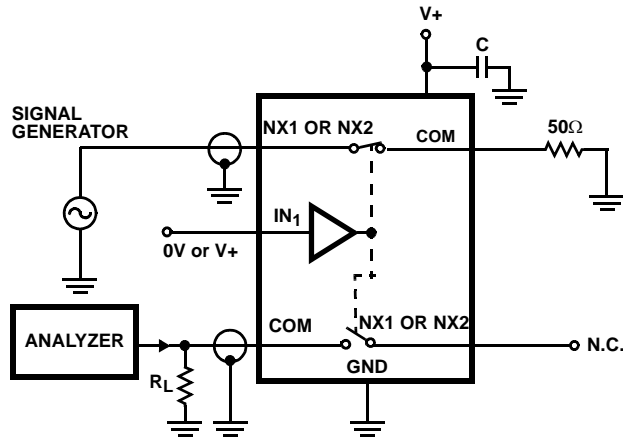 V+
C
SIGNAL
GENERATOR
NX1 OR NX2
COM
50Ω
IN1
0V or V+
COM
NX1 OR NX2
ANALYZER
N.C.
GND
RL